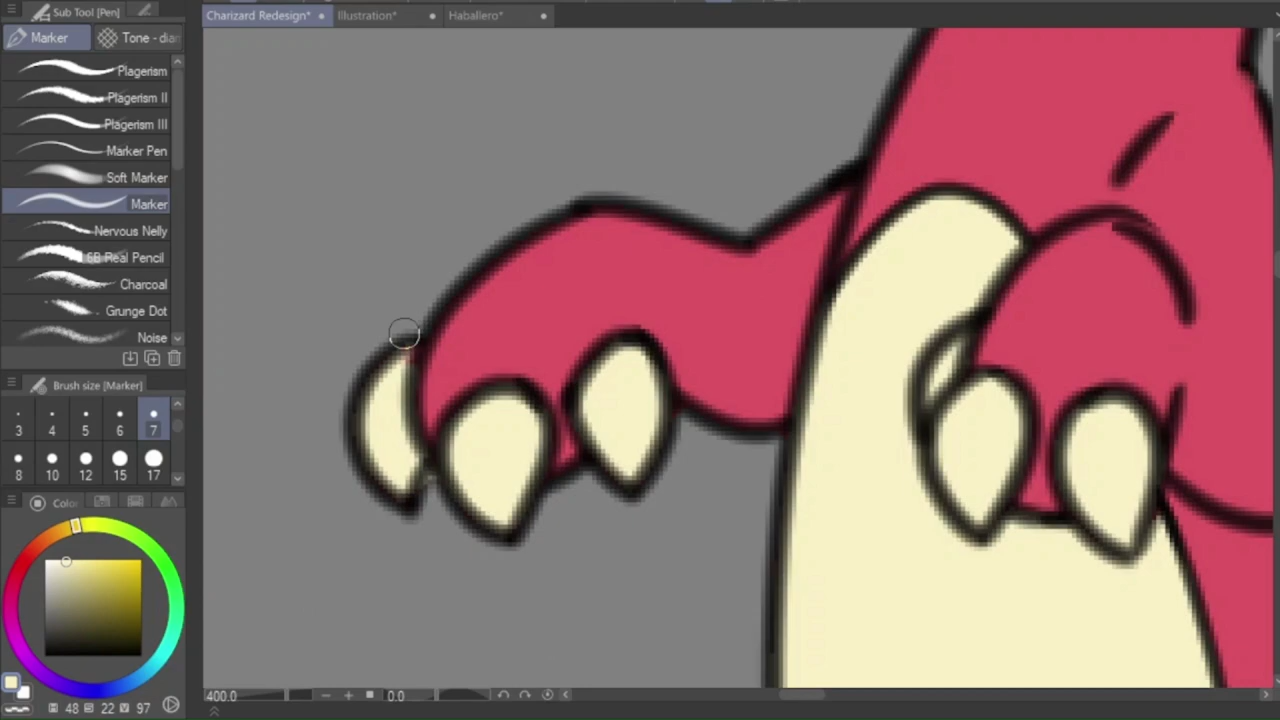 Sub Tool [Pen]
Charizard Redesign*
Illustration*
Haballero*
Marker
Tone - dia
Plagerism
Plagerism II
Plagerism III
Marker Pen
Soft Marker
Marker
Nervous Nelly
6B Real Pencil
Charcoal
Grunge Dot
Noise
Brush size [Marker]
3 4 5 6 7
8 10 12 15 17
Colo
H 48 S 22 V 97
400.0
0.0